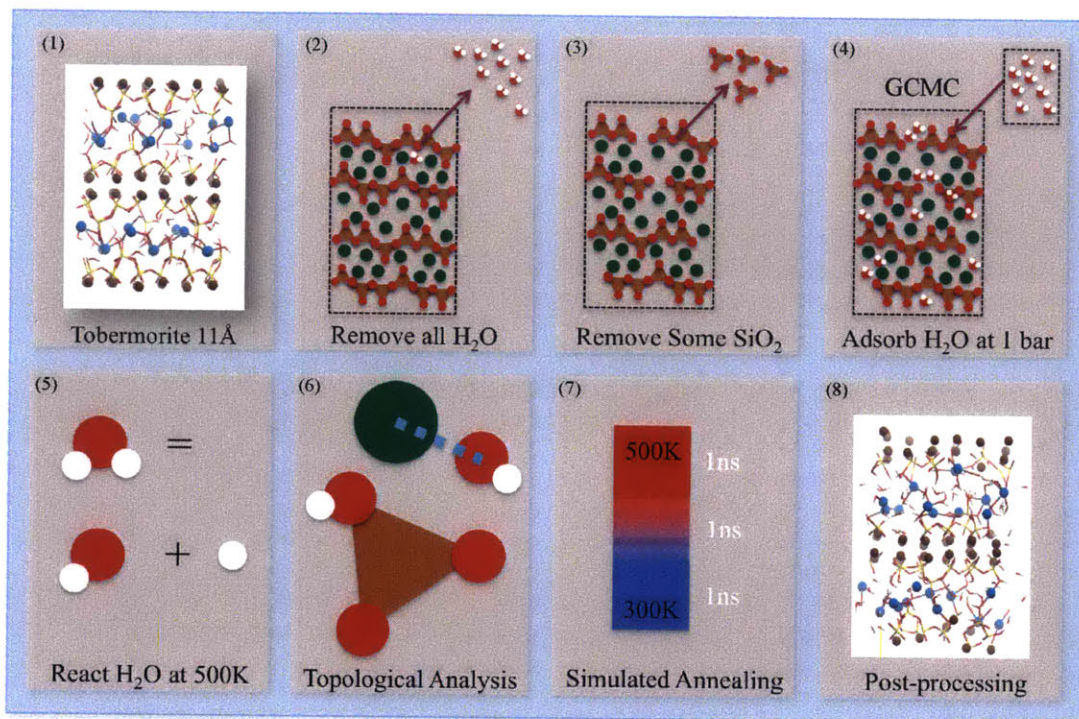 (1)
Tobermorite 11Å
(2)
Remove all H₂O
(3)
Remove Some SiO₂
(4)
GCMC
Adsorb H₂O at 1 bar
(5)
=
+
React H₂O at 500K
(6)
Topological Analysis
(7)
500K
1ns
1ns
300K
1ns
Simulated Annealing
(8)
Post-processing